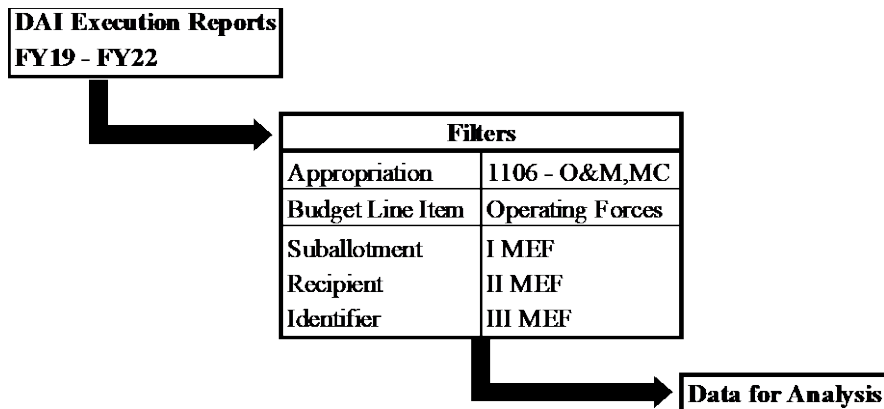 DAI Execution Reports
FY19 - FY22
Filters
Appropriation 1106 - O&M,MC
Budget Line Item Operating Forces
Suballotment I MEF
Recipient II MEF
Identifier III MEF
Data for Analysis